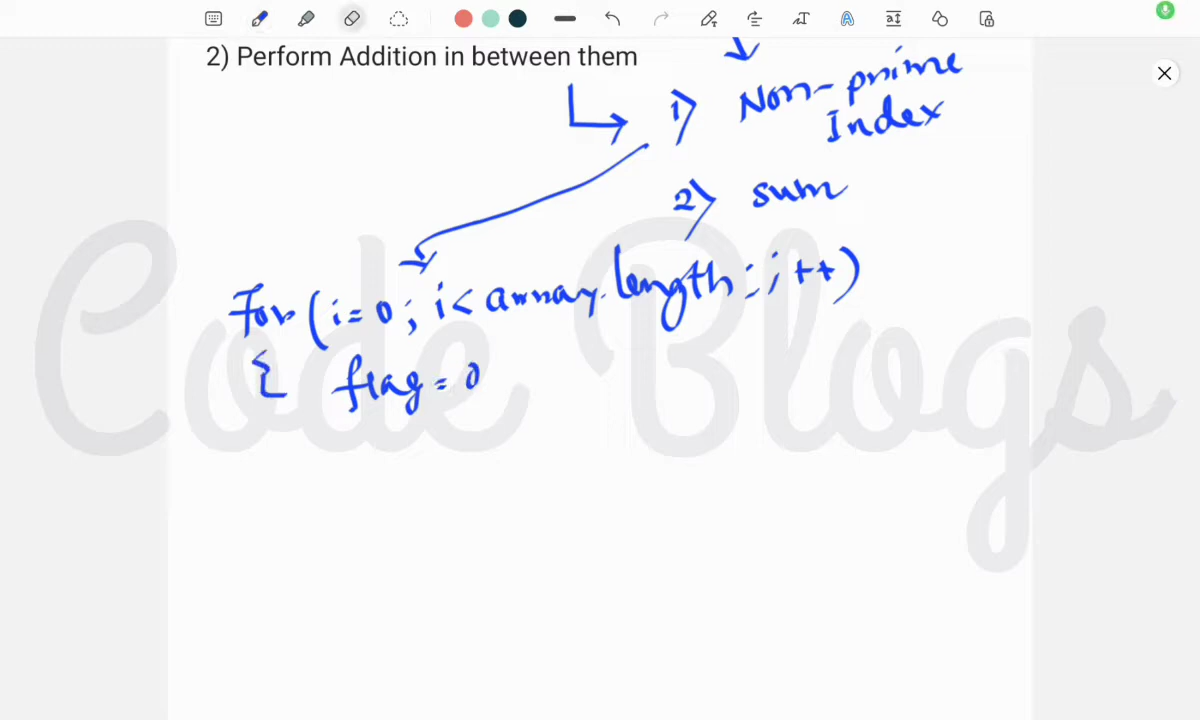 2) Perform Addition in between them
1) Non-prime
Index
2) sum
for (i=0; i< array.length; i++)
{ flag = 0
Code Blogs